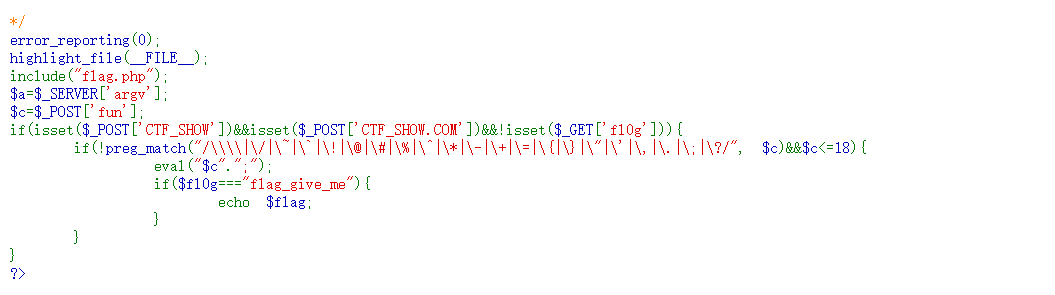 */
error_reporting(0);
highlight_file(__FILE__);
include("flag.php");
$a=$_SERVER['argv'];
$c=$_POST['fun'];
if(isset($_POST['CTF_SHOW'])&&isset($_POST['CTF_SHOW.COM'])&&!isset($_GET['fl0g'])){
if(!preg_match("/\\\\|\/|\~|\`|\!|\@|\#|\%|\^|\*|\-|\+|\=|\{|\}|\"|\'|\,|\.|\;|\?/", $c)&&$c<=18){
eval("$c".";");
if($fl0g==="flag_give_me"){
echo $flag;
}
}
}
?>